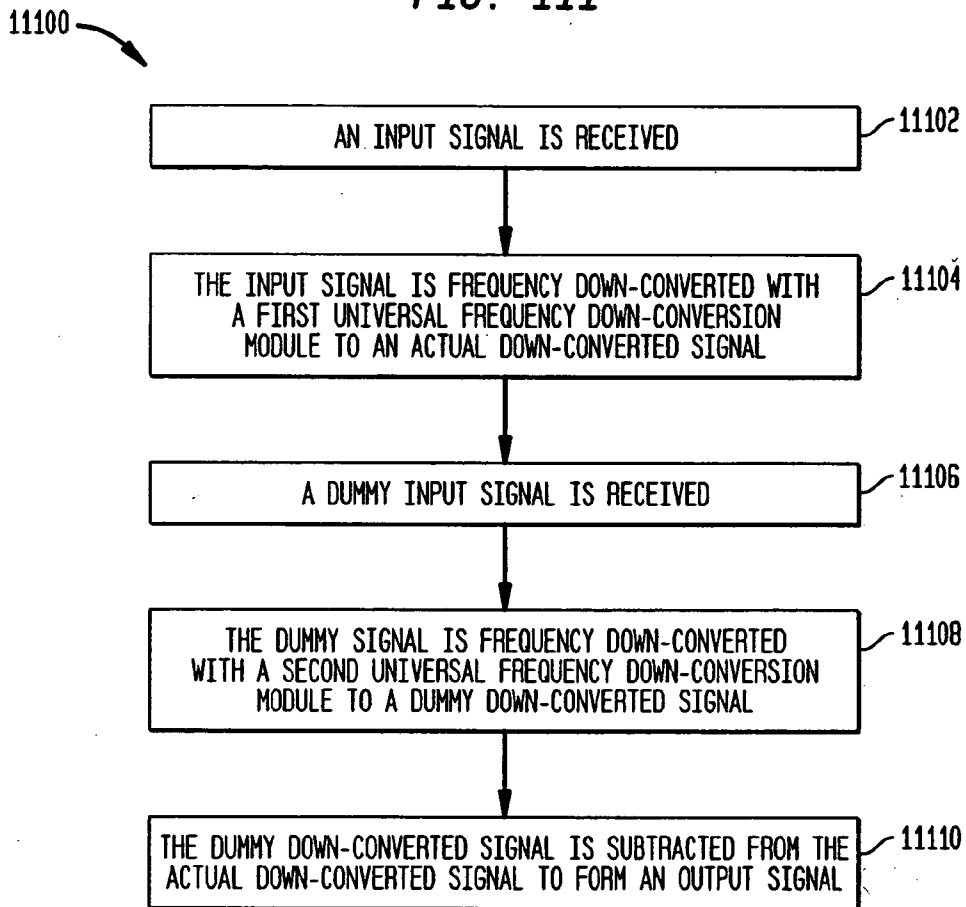 FIG. 111
11100
AN INPUT SIGNAL IS RECEIVED
11102
THE INPUT SIGNAL IS FREQUENCY DOWN-CONVERTED WITH
A FIRST UNIVERSAL FREQUENCY DOWN-CONVERSION
MODULE TO AN ACTUAL DOWN-CONVERTED SIGNAL
11104
A DUMMY INPUT SIGNAL IS RECEIVED
11106
THE DUMMY SIGNAL IS FREQUENCY DOWN-CONVERTED
WITH A SECOND UNIVERSAL FREQUENCY DOWN-CONVERSION
MODULE TO A DUMMY DOWN-CONVERTED SIGNAL
11108
THE DUMMY DOWN-CONVERTED SIGNAL IS SUBTRACTED FROM THE
ACTUAL DOWN-CONVERTED SIGNAL TO FORM AN OUTPUT SIGNAL
11110